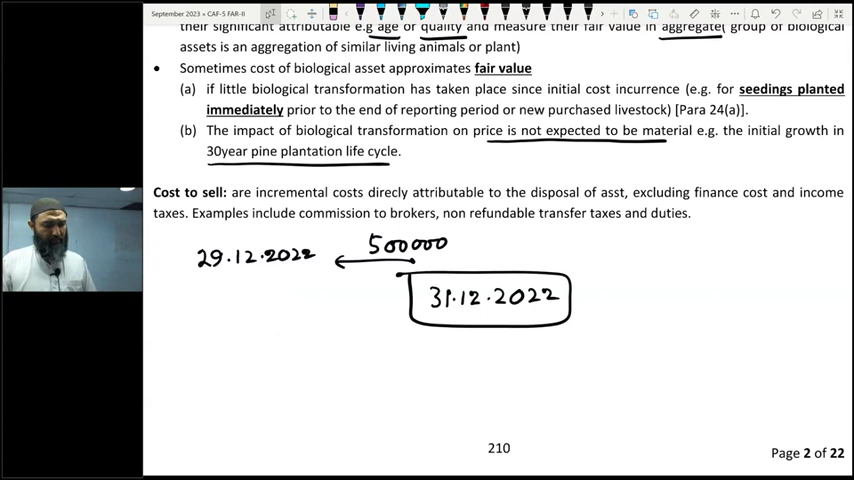 September 2023 » CAF-5 FAR-II
their significant attributable e.g age or quality and measure their fair value in aggregate( group of biological
assets is an aggregation of similar living animals or plant)
• Sometimes cost of biological asset approximates fair value
(a) if little biological transformation has taken place since initial cost incurrence (e.g. for seedings planted
immediately prior to the end of reporting period or new purchased livestock) [Para 24(a)].
(b) The impact of biological transformation on price is not expected to be material e.g. the initial growth in
30year pine plantation life cycle.
Cost to sell: are incremental costs direcly attributable to the disposal of asst, excluding finance cost and income
taxes. Examples include commission to brokers, non refundable transfer taxes and duties.
29.12.2022 500000
31.12.2022
210
Page 2 of 22